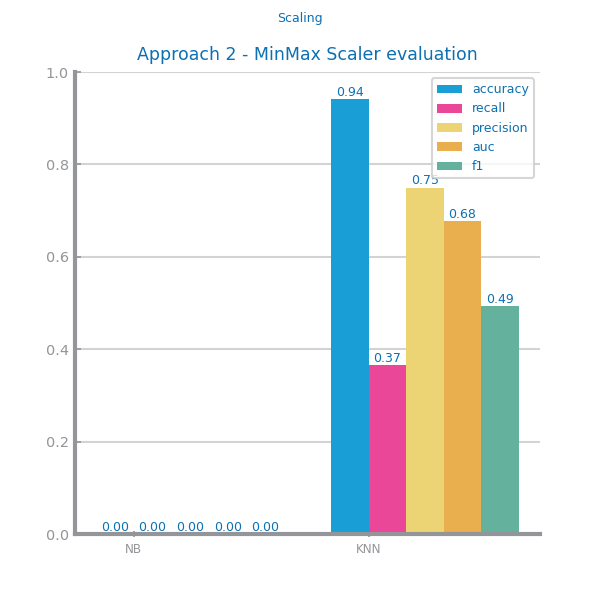 Scaling
Approach 2 - MinMax Scaler evaluation
1.0
0.8
0.6
0.4
0.2
0.0
accuracy
recall
precision
auc
f1
0.00 0.00 0.00 0.00 0.00
0.94
0.37
0.75
0.68
0.49
NB
KNN